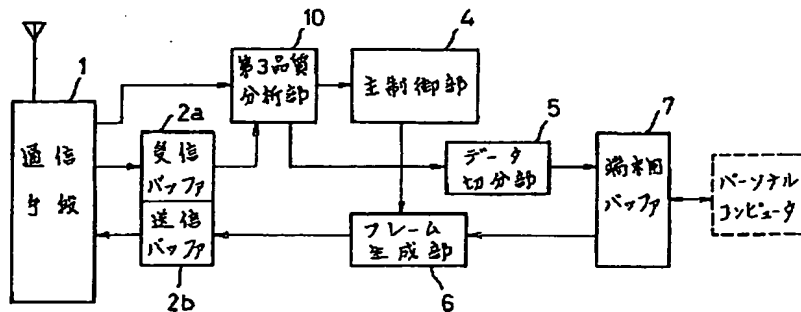 10
第3品質
分析部
4
主制御部
1
通信
手段
2a
受信
バッファ
送信
バッファ
2b
5
データ
切分部
フレーム
生成部
6
7
端末用
バッファ
パーソナル
コンピュータ